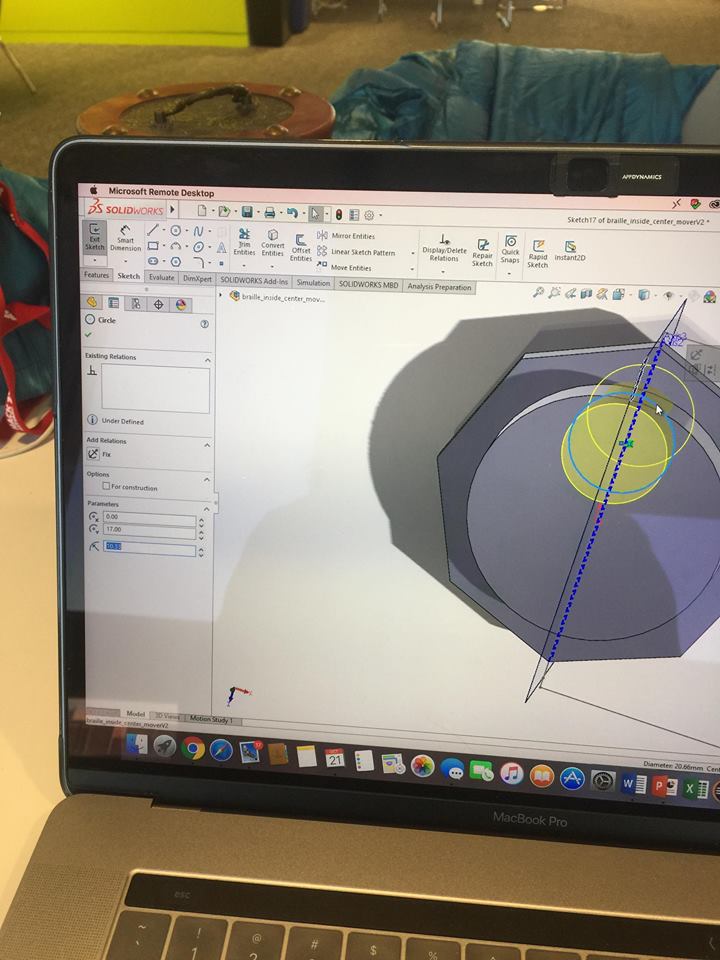 APPDYNAMICS
Microsoft Remote Desktop
SOLIDWORKS
Sketch17 of braille_inside_center_moverV2 *
Exit Sketch
Smart Dimension
Trim Entities
Convert Entities
Offset Entities
Mirror Entities
Linear Sketch Pattern
Move Entities
Display/Delete Relations
Repair Sketch
Quick Snaps
Rapid Sketch
Instant2D
Features Sketch Evaluate DimXpert SOLIDWORKS Add-Ins Simulation SOLIDWORKS MBD Analysis Preparation
braille_inside_center_mov...
Circle
Existing Relations
Under Defined
Add Relations
Fix
Options
For construction
Parameters
0.00
17.00
Model 3D Views Motion Study 1
braille_inside_center_moverV2
Diameter: 20.66mm
OCT
21
MacBook Pro
esc
~
`
!
1
@
2
#
$
%